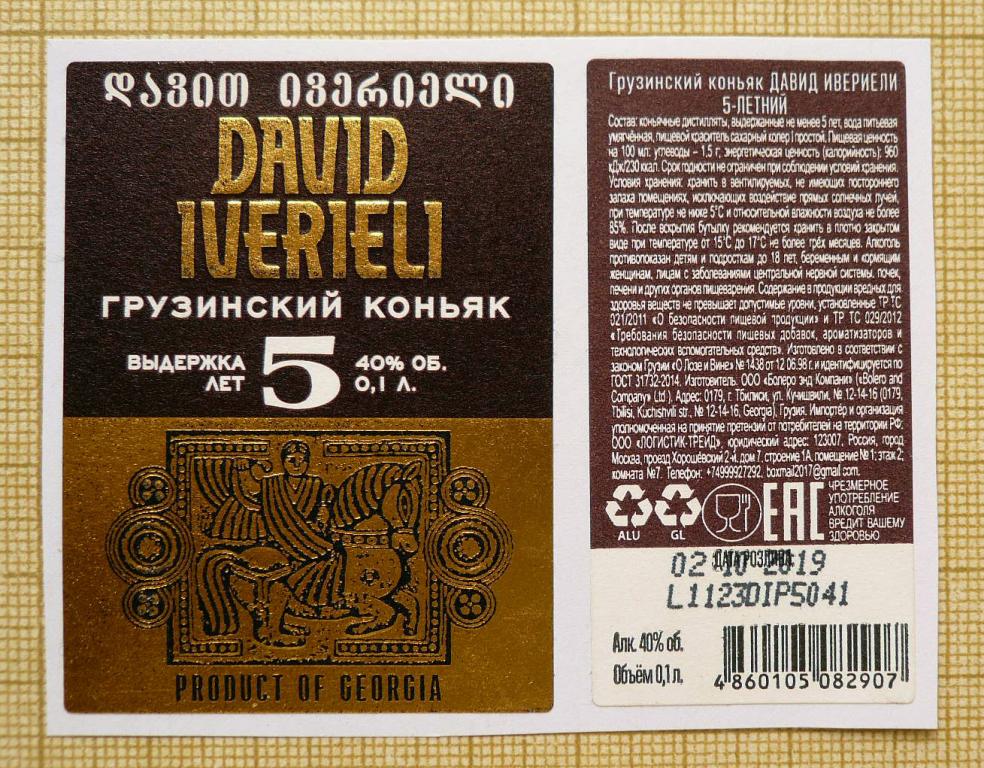 დავით ივერიელი
DAVID
IVERIELI
ГРУЗИНСКИЙ КОНЬЯК
ВЫДЕРЖКА
ЛЕТ
5
40% ОБ.
0,1 Л.
PRODUCT OF GEORGIA
Грузинский коньяк ДАВИД ИВЕРИЕЛИ
5-ЛЕТНИЙ
Состав: коньячные дистилляты, выдержанные не менее 5 лет, вода питьевая
умягчённая, пищевой краситель сахарный колер I простой. Пищевая ценность
на 100 мл: углеводы – 1,5 г; энергетическая ценность (калорийность): 960
кДж/230 ккал. Срок годности не ограничен при соблюдении условий хранения.
Условия хранения: хранить в вентилируемых, не имеющих постороннего
запаха помещениях, исключающих воздействие прямых солнечных лучей,
при температуре не ниже 5°С и относительной влажности воздуха не более
85%. После вскрытия бутылку рекомендуется хранить в плотно закрытом
виде при температуре от 15°С до 17°С не более трёх месяцев. Алкоголь
противопоказан детям и подросткам до 18 лет, беременным и кормящим
женщинам, лицам с заболеваниями центральной нервной системы, почек,
печени и других органов пищеварения. Содержание в продукции вредных для
здоровья веществ не превышает допустимые уровни, установленные ТР ТС
021/2011 «О безопасности пищевой продукции» и ТР ТС 029/2012
«Требования безопасности пищевых добавок, ароматизаторов и
технологических вспомогательных средств». Изготовлено в соответствии с
законом Грузии «О Лозе и Вине» № 1438 от 12.06.98 г. и идентифицируется по
ГОСТ 31732-2014. Изготовитель: ООО «Болеро энд Компани» («Bolero and
Company» Ltd.). Адрес: 0179, г. Тбилиси, ул. Кучишвили, № 12-14-16 (0179,
Tbilisi, Kuchishvili str., № 12-14-16, Georgia), Грузия. Импортёр и организация
уполномоченная на принятие претензий от потребителей на территории РФ:
ООО «ЛОГИСТИК-ТРЕЙД», юридический адрес: 123007, Россия, город
Москва, проезд Хорошёвский 2-й, дом 7, строение 1А, помещение № 1; этаж 2;
комната №7. Телефон: +74999927292. boxmail2017@gmail.com.
ALU
GL
EAC
ЧРЕЗМЕРНОЕ
УПОТРЕБЛЕНИЕ
АЛКОГОЛЯ
ВРЕДИТ ВАШЕМУ
ЗДОРОВЬЮ
ДАТА РОЗЛИВА:
02 10 2019
L1123DIP5041
Алк. 40% об.
Объём 0,1 л.
4 860105 082907